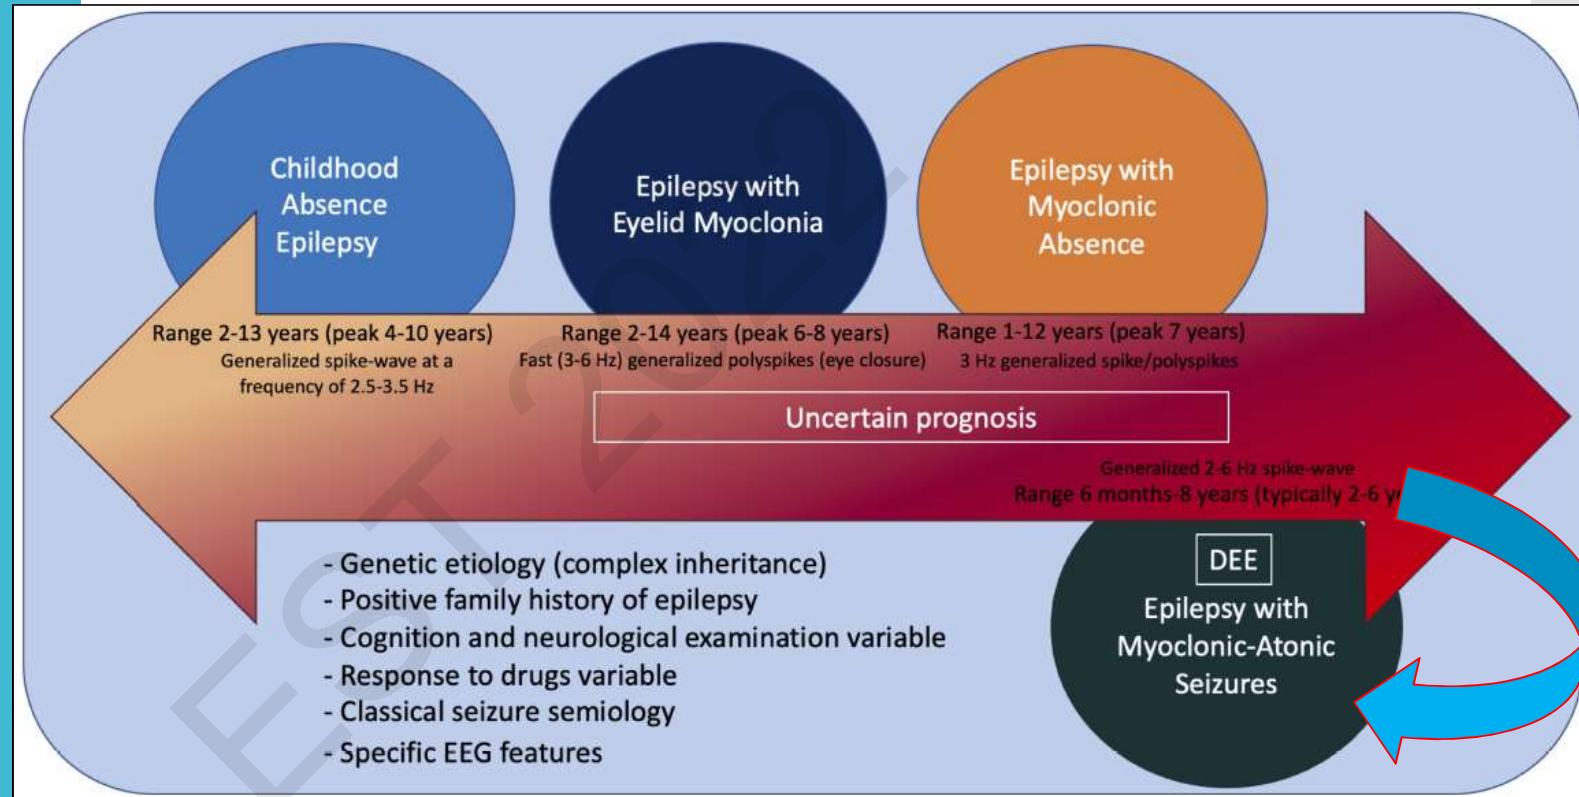 Childhood
Absence
Epilepsy
Epilepsy with
Eyelid Myoclonia
Epilepsy with
Myoclonic
Absence
Range 2-13 years (peak 4-10 years)
Generalized spike-wave at a
frequency of 2.5-3.5 Hz
Range 2-14 years (peak 6-8 years)
Fast (3-6 Hz) generalized polyspikes (eye closure)
Range 1-12 years (peak 7 years)
3 Hz generalized spike/polyspikes
Uncertain prognosis
Generalized 2-6 Hz spike-wave
Range 6 months-8 years (typically 2-6 ye
- Genetic etiology (complex inheritance)
- Positive family history of epilepsy
- Cognition and neurological examination variable
- Response to drugs variable
- Classical seizure semiology
- Specific EEG features
DEE
Epilepsy with
Myoclonic-Atonic
Seizures
EST 2022